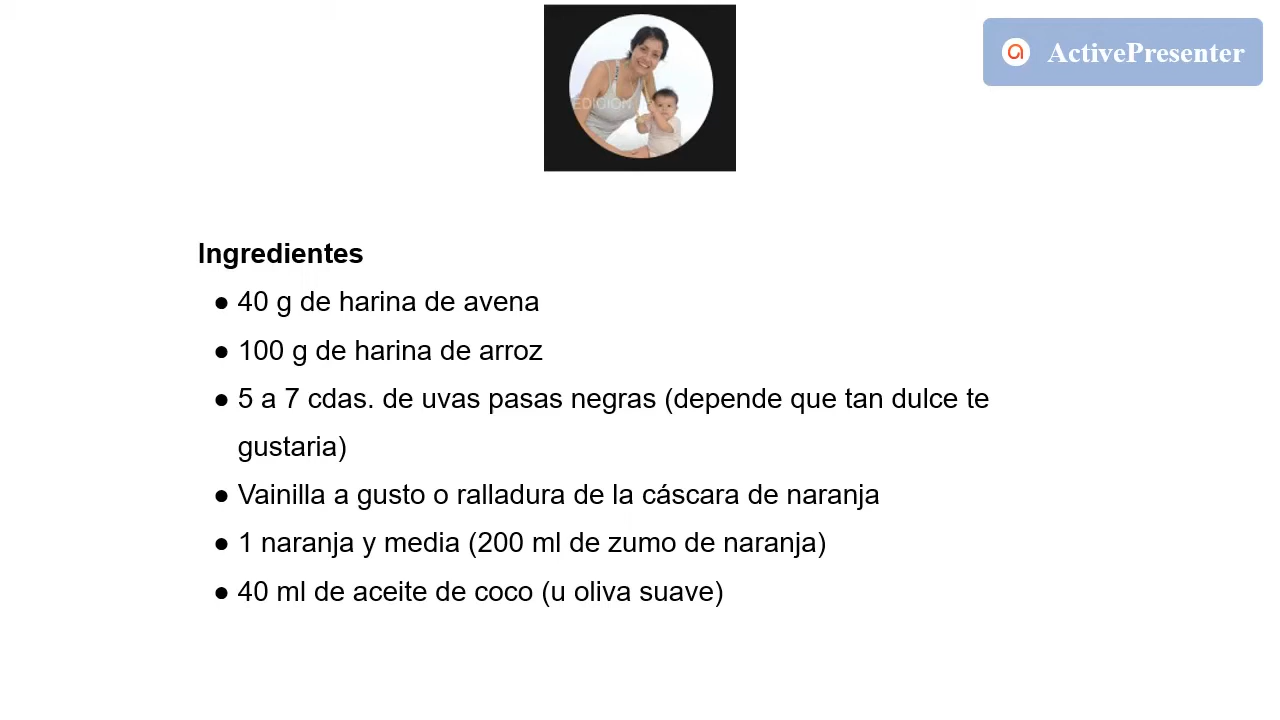 EDICION
ActivePresenter
Ingredientes
● 40 g de harina de avena
● 100 g de harina de arroz
● 5 a 7 cdas. de uvas pasas negras (depende que tan dulce te
gustaria)
● Vainilla a gusto o ralladura de la cáscara de naranja
● 1 naranja y media (200 ml de zumo de naranja)
● 40 ml de aceite de coco (u oliva suave)